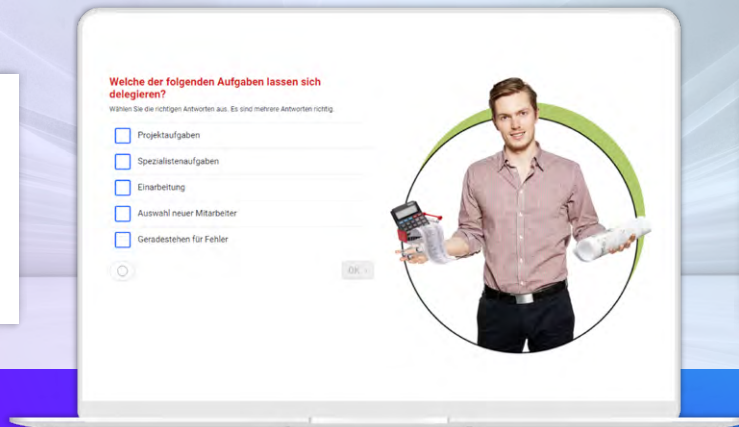 Welche der folgenden Aufgaben lassen sich
delegieren?
Wählen Sie die richtigen Antworten aus. Es sind mehrere Antworten richtig.
Projektaufgaben
Spezialistenaufgaben
Einarbeitung
Auswahl neuer Mitarbeiter
Geradestehen für Fehler
OK